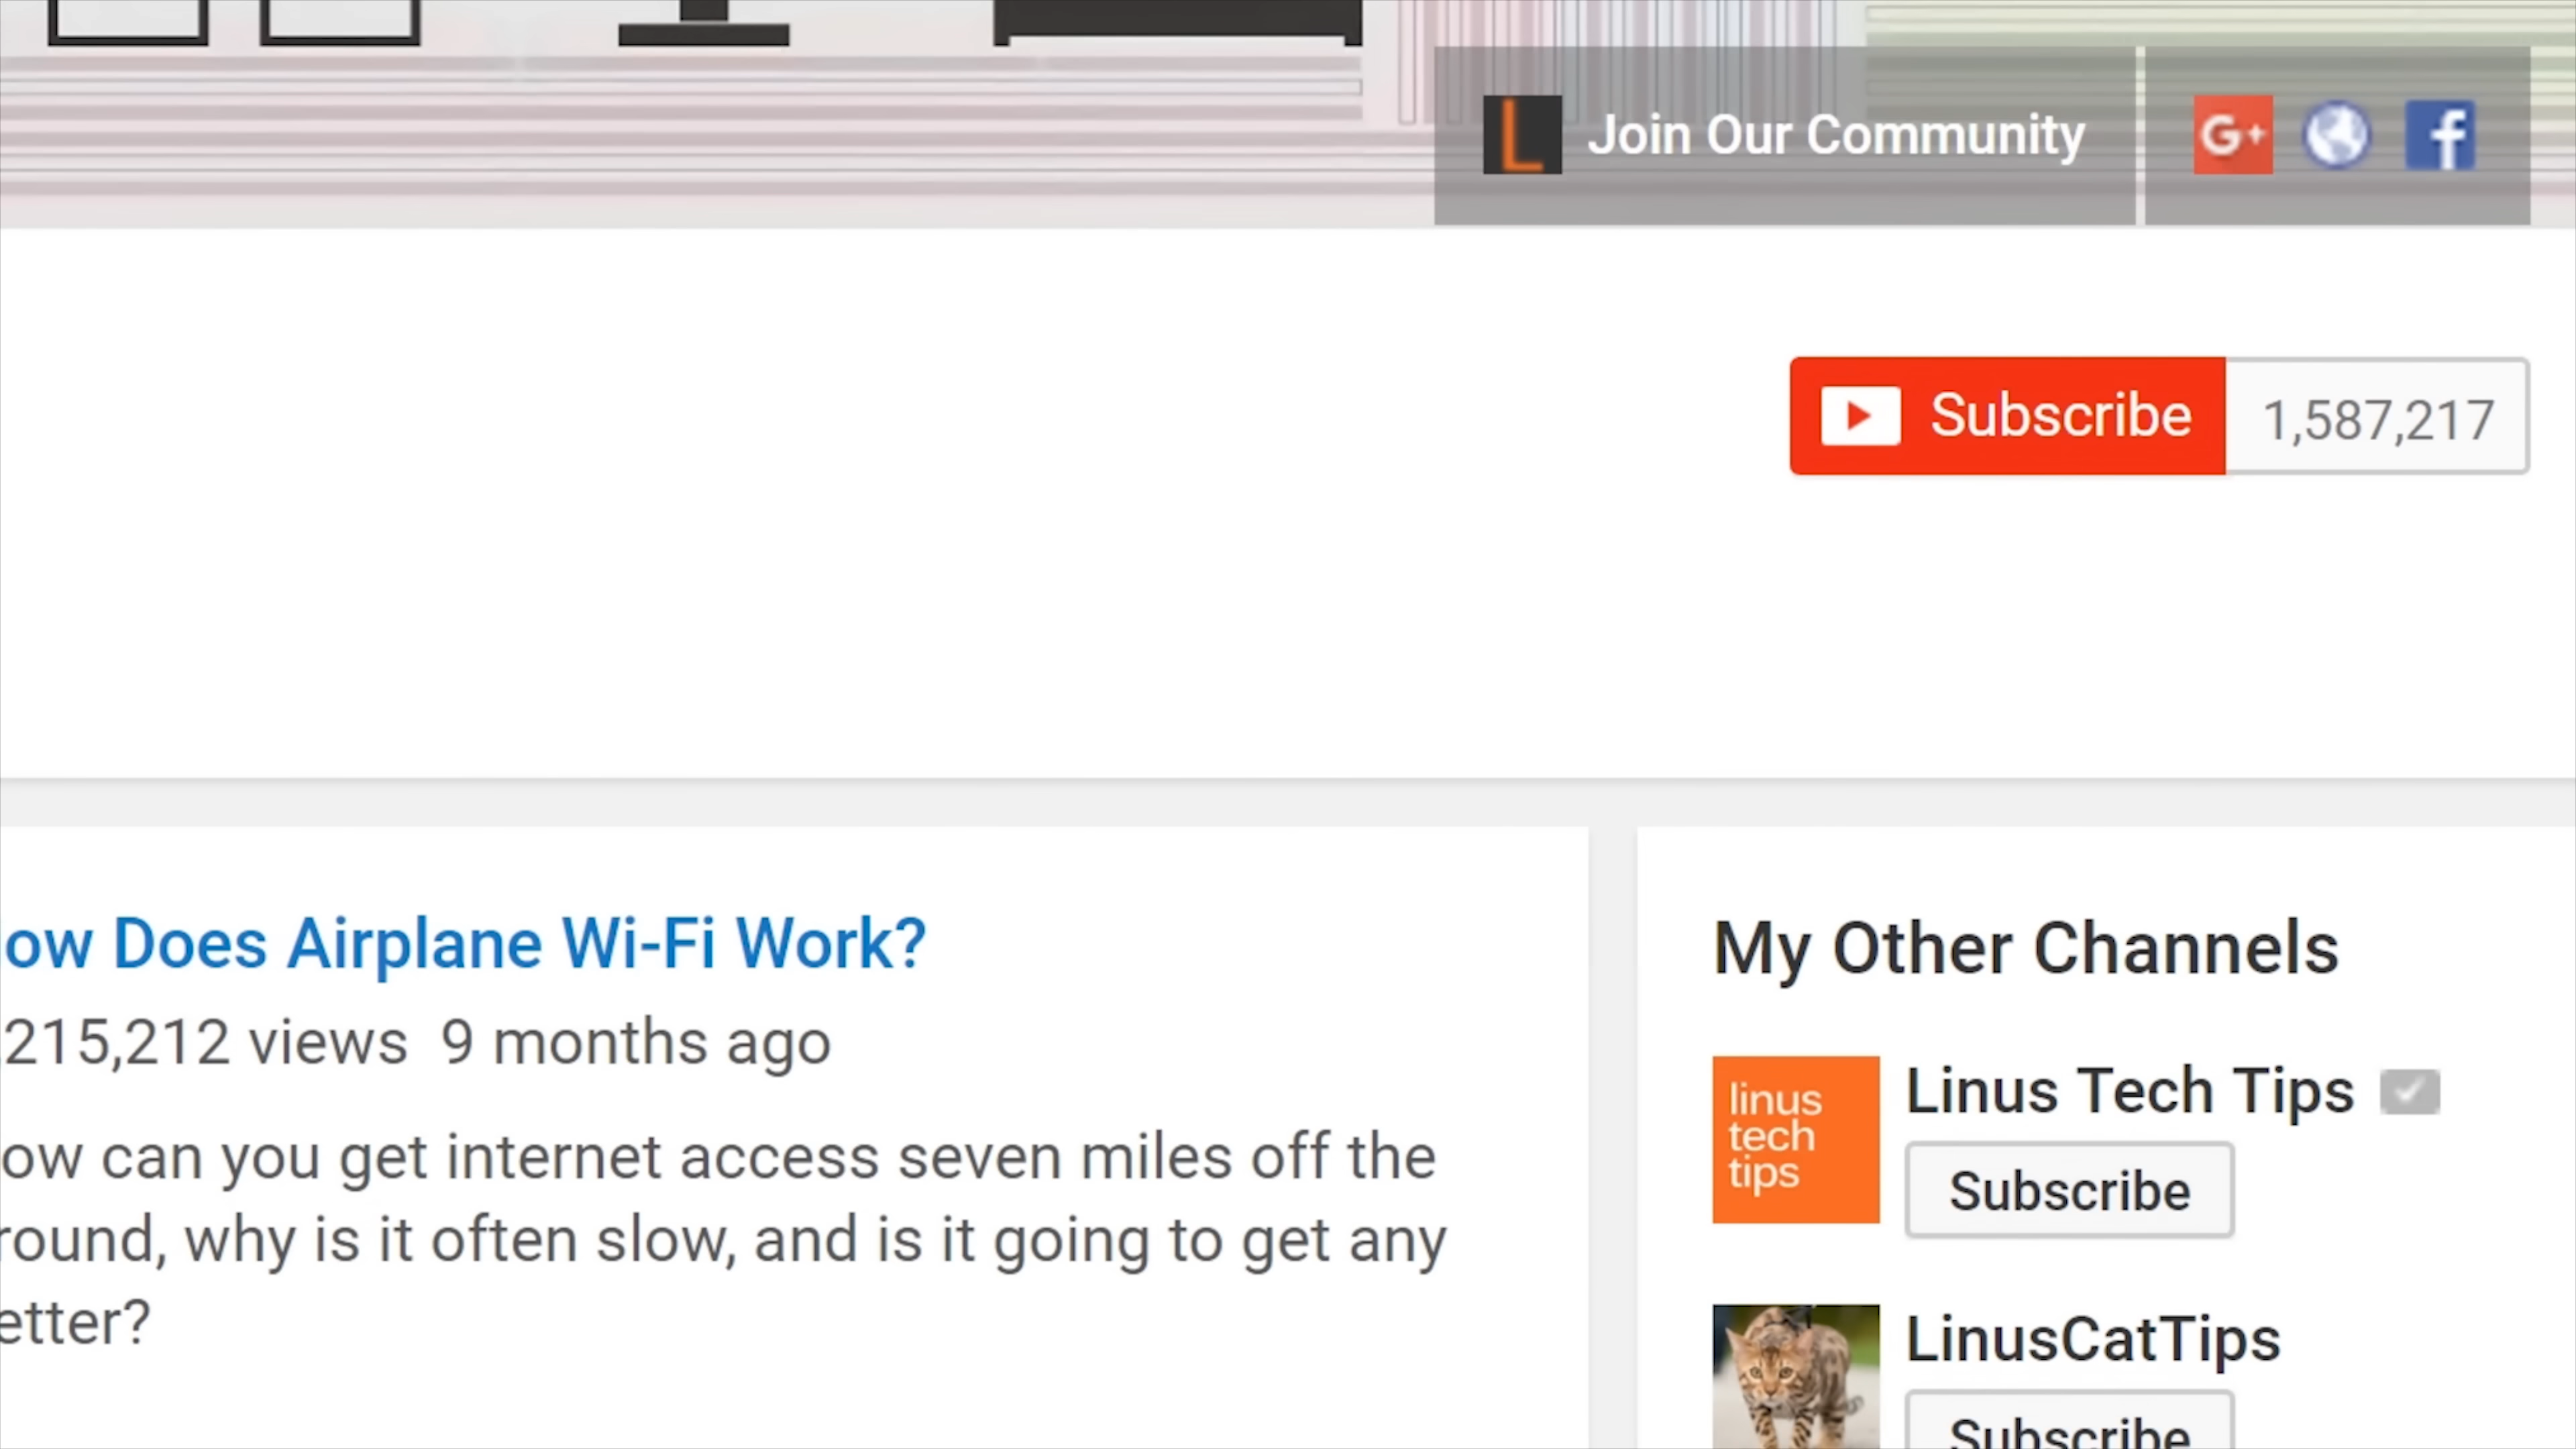 L Join Our Community G+ f
Subscribe 1,587,217
ow Does Airplane Wi-Fi Work?
215,212 views 9 months ago
ow can you get internet access seven miles off the
round, why is it often slow, and is it going to get any
etter?
My Other Channels
linus
tech
tips
Linus Tech Tips
Subscribe
LinusCatTips
Subscribe